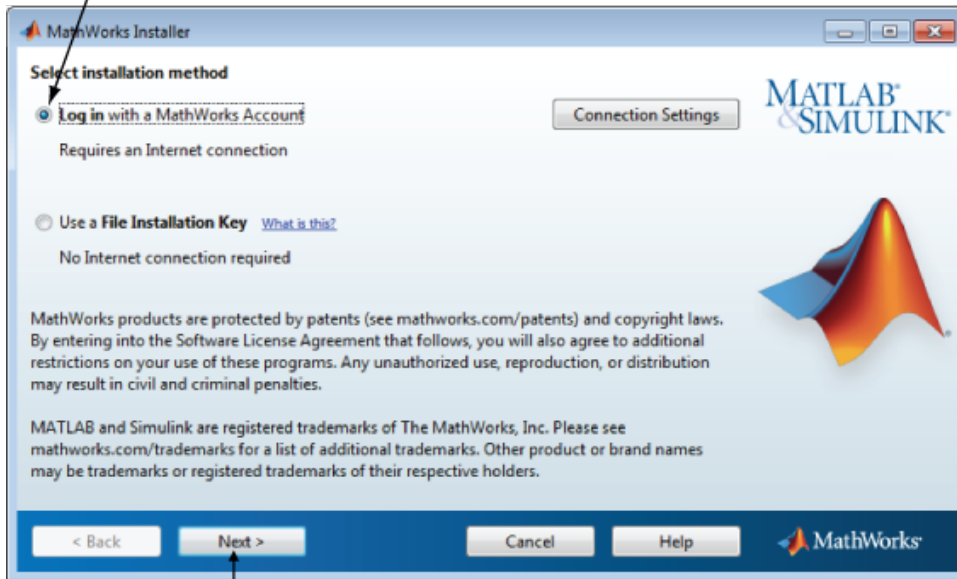 MathWorks Installer
Select installation method
Log in with a MathWorks Account
Connection Settings
MATLAB®
&SIMULINK®
Requires an Internet connection
Use a File Installation Key What is this?
No Internet connection required
MathWorks products are protected by patents (see mathworks.com/patents) and copyright laws.
By entering into the Software License Agreement that follows, you will also agree to additional
restrictions on your use of these programs. Any unauthorized use, reproduction, or distribution
may result in civil and criminal penalties.
MATLAB and Simulink are registered trademarks of The MathWorks, Inc. Please see
mathworks.com/trademarks for a list of additional trademarks. Other product or brand names
may be trademarks or registered trademarks of their respective holders.
< Back
Next >
Cancel
Help
MathWorks®